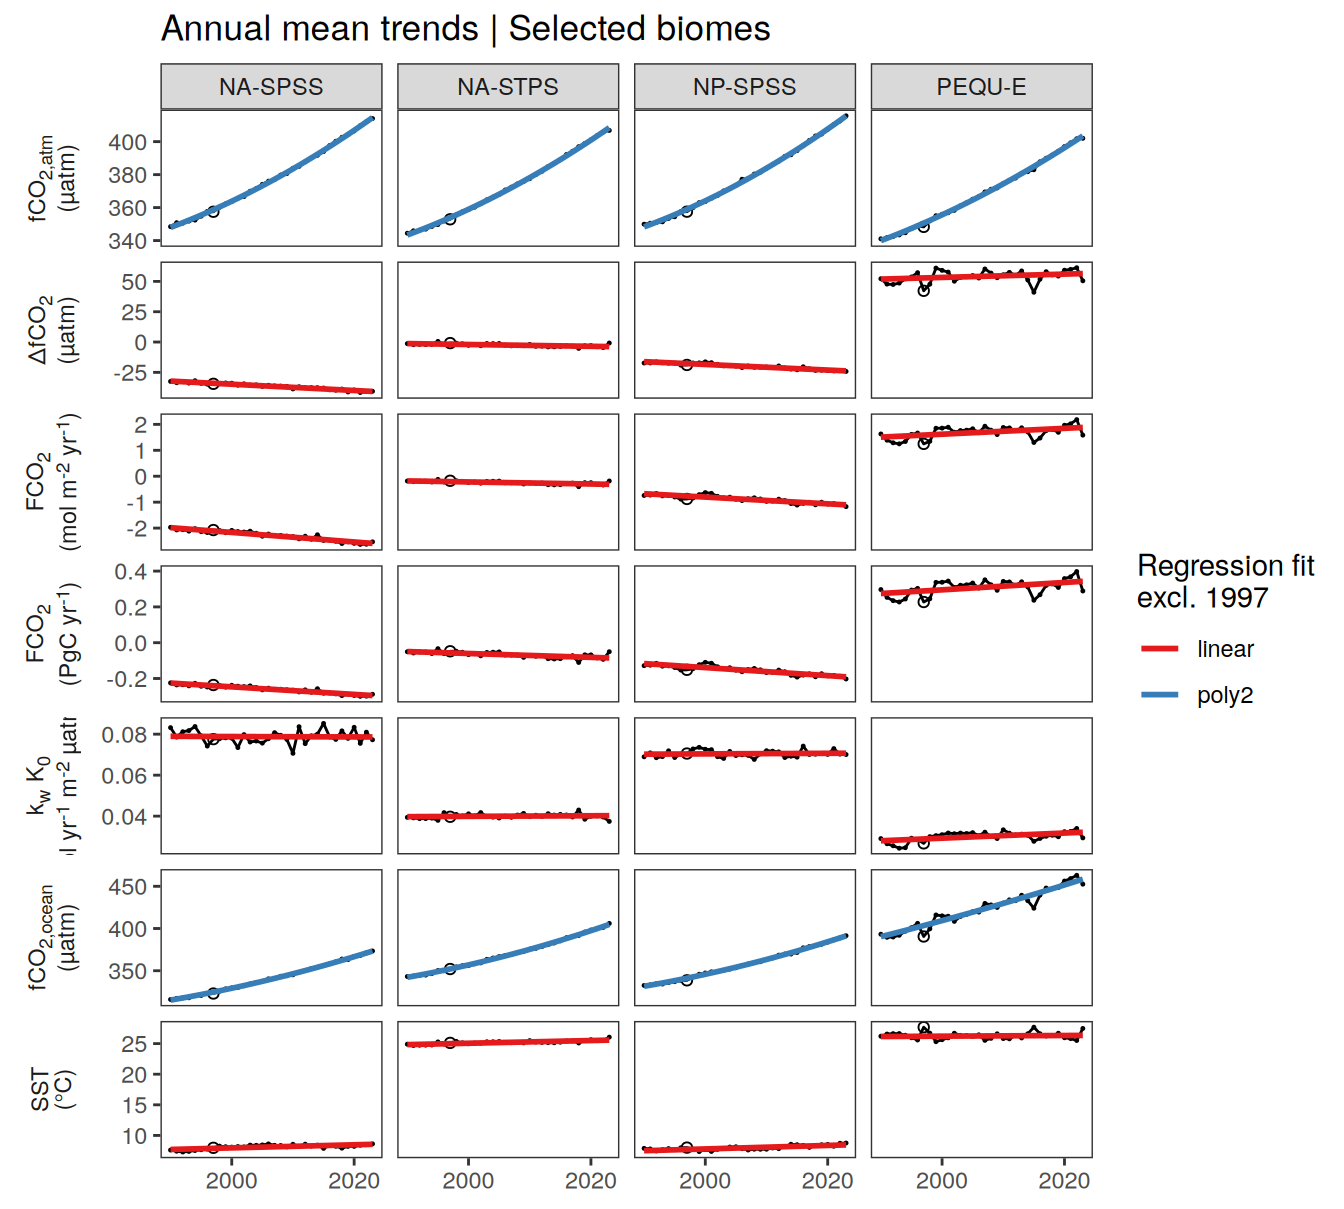 Annual mean trends | Selected biomes
NA-SPSS NA-STPS NP-SPSS PEQU-E
fCO2,atm
(µatm)
400
380
360
340
ΔfCO2
(µatm)
50
25
0
-25
FCO2
(mol m-2 yr-1)
2
1
0
-1
-2
FCO2
(PgC yr-1)
0.4
0.2
0.0
-0.2
kw K0
yr-1 m-2
0.08
0.06
0.04
fCO2,ocean
(µatm)
450
400
350
SST
(°C)
25
20
15
10
2000 2020 2000 2020 2000 2020 2000 2020
Regression fit
excl. 1997
linear
poly2